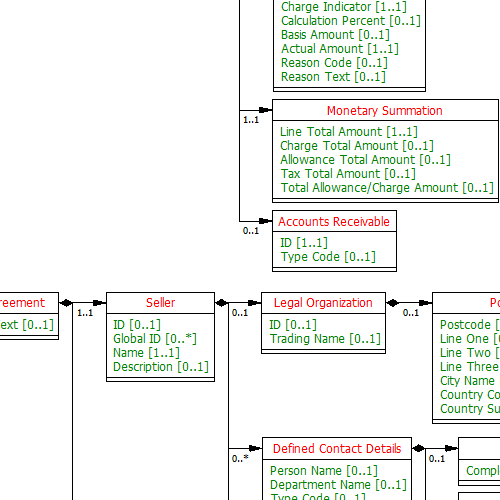 Charge Indicator [1..1]
Calculation Percent [0..1]
Basis Amount [0..1]
Actual Amount [1..1]
Reason Code [0..1]
Reason Text [0..1]
1..1
Monetary Summation
Line Total Amount [1..1]
Charge Total Amount [0..1]
Allowance Total Amount [0..1]
Tax Total Amount [0..1]
Total Allowance/Charge Amount [0..1]
0..1
Accounts Receivable
ID [1..1]
Type Code [0..1]
reement
ext [0..1]
1..1
Seller
ID [0..1]
Global ID [0..*]
Name [1..1]
Description [0..1]
0..1
Legal Organization
ID [0..1]
Trading Name [0..1]
0..1
Po
Postcode [
Line One [0
Line Two [
Line Three
City Name
Country Co
Country Su
0..*
Defined Contact Details
Person Name [0..1]
Department Name [0..1]
Type Code [0..1]
0..1
Compl